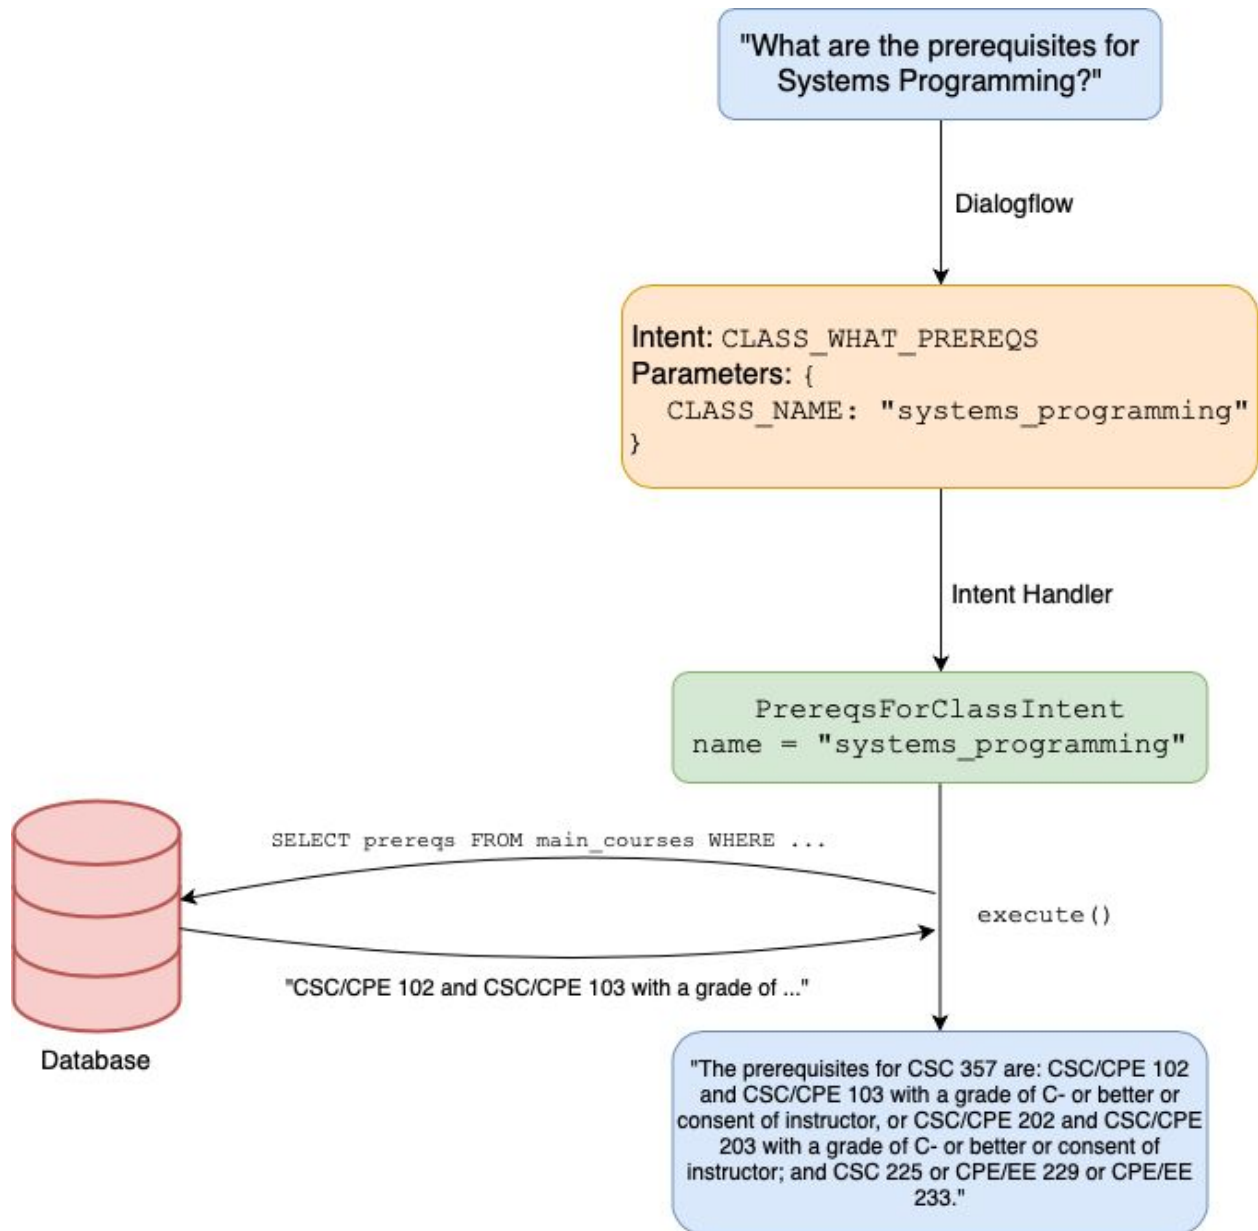 "What are the prerequisites for
Systems Programming?"
Dialogflow
Intent: CLASS_WHAT_PREREQS
Parameters: {
CLASS_NAME: "systems_programming"
}
Intent Handler
PrereqsForClassIntent
name = "systems_programming"
SELECT prereqs FROM main_courses WHERE ...
execute()
"CSC/CPE 102 and CSC/CPE 103 with a grade of ..."
Database
"The prerequisites for CSC 357 are: CSC/CPE 102
and CSC/CPE 103 with a grade of C- or better or
consent of instructor, or CSC/CPE 202 and CSC/CPE
203 with a grade of C- or better or consent of
instructor; and CSC 225 or CPE/EE 229 or CPE/EE
233."